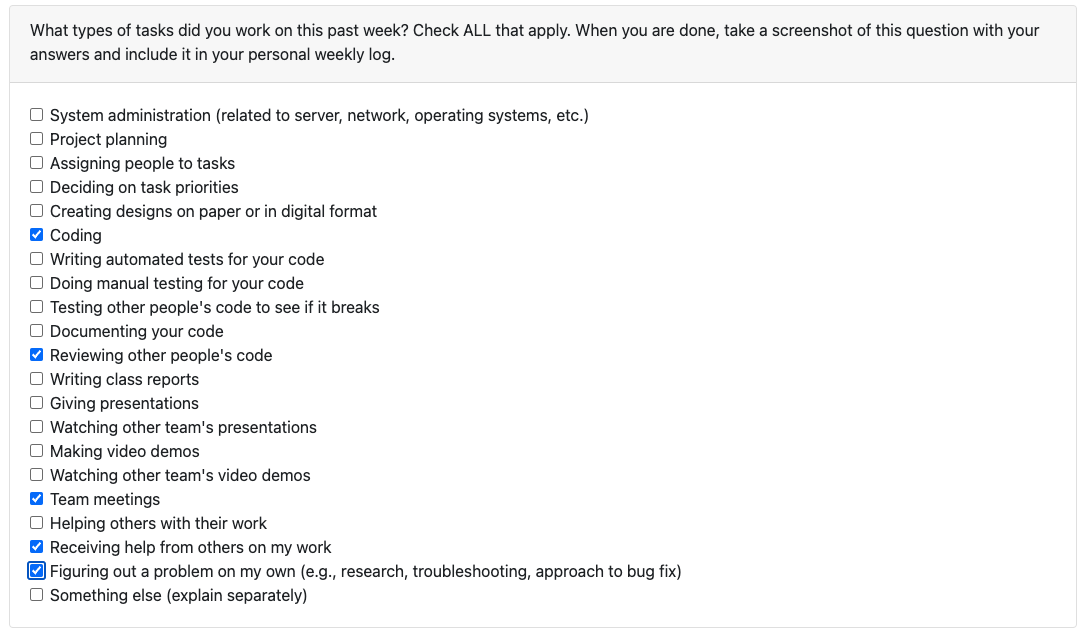 What types of tasks did you work on this past week? Check ALL that apply. When you are done, take a screenshot of this question with your
answers and include it in your personal weekly log.
System administration (related to server, network, operating systems, etc.)
Project planning
Assigning people to tasks
Deciding on task priorities
Creating designs on paper or in digital format
Coding
Writing automated tests for your code
Doing manual testing for your code
Testing other people's code to see if it breaks
Documenting your code
Reviewing other people's code
Writing class reports
Giving presentations
Watching other team's presentations
Making video demos
Watching other team's video demos
Team meetings
Helping others with their work
Receiving help from others on my work
Figuring out a problem on my own (e.g., research, troubleshooting, approach to bug fix)
Something else (explain separately)